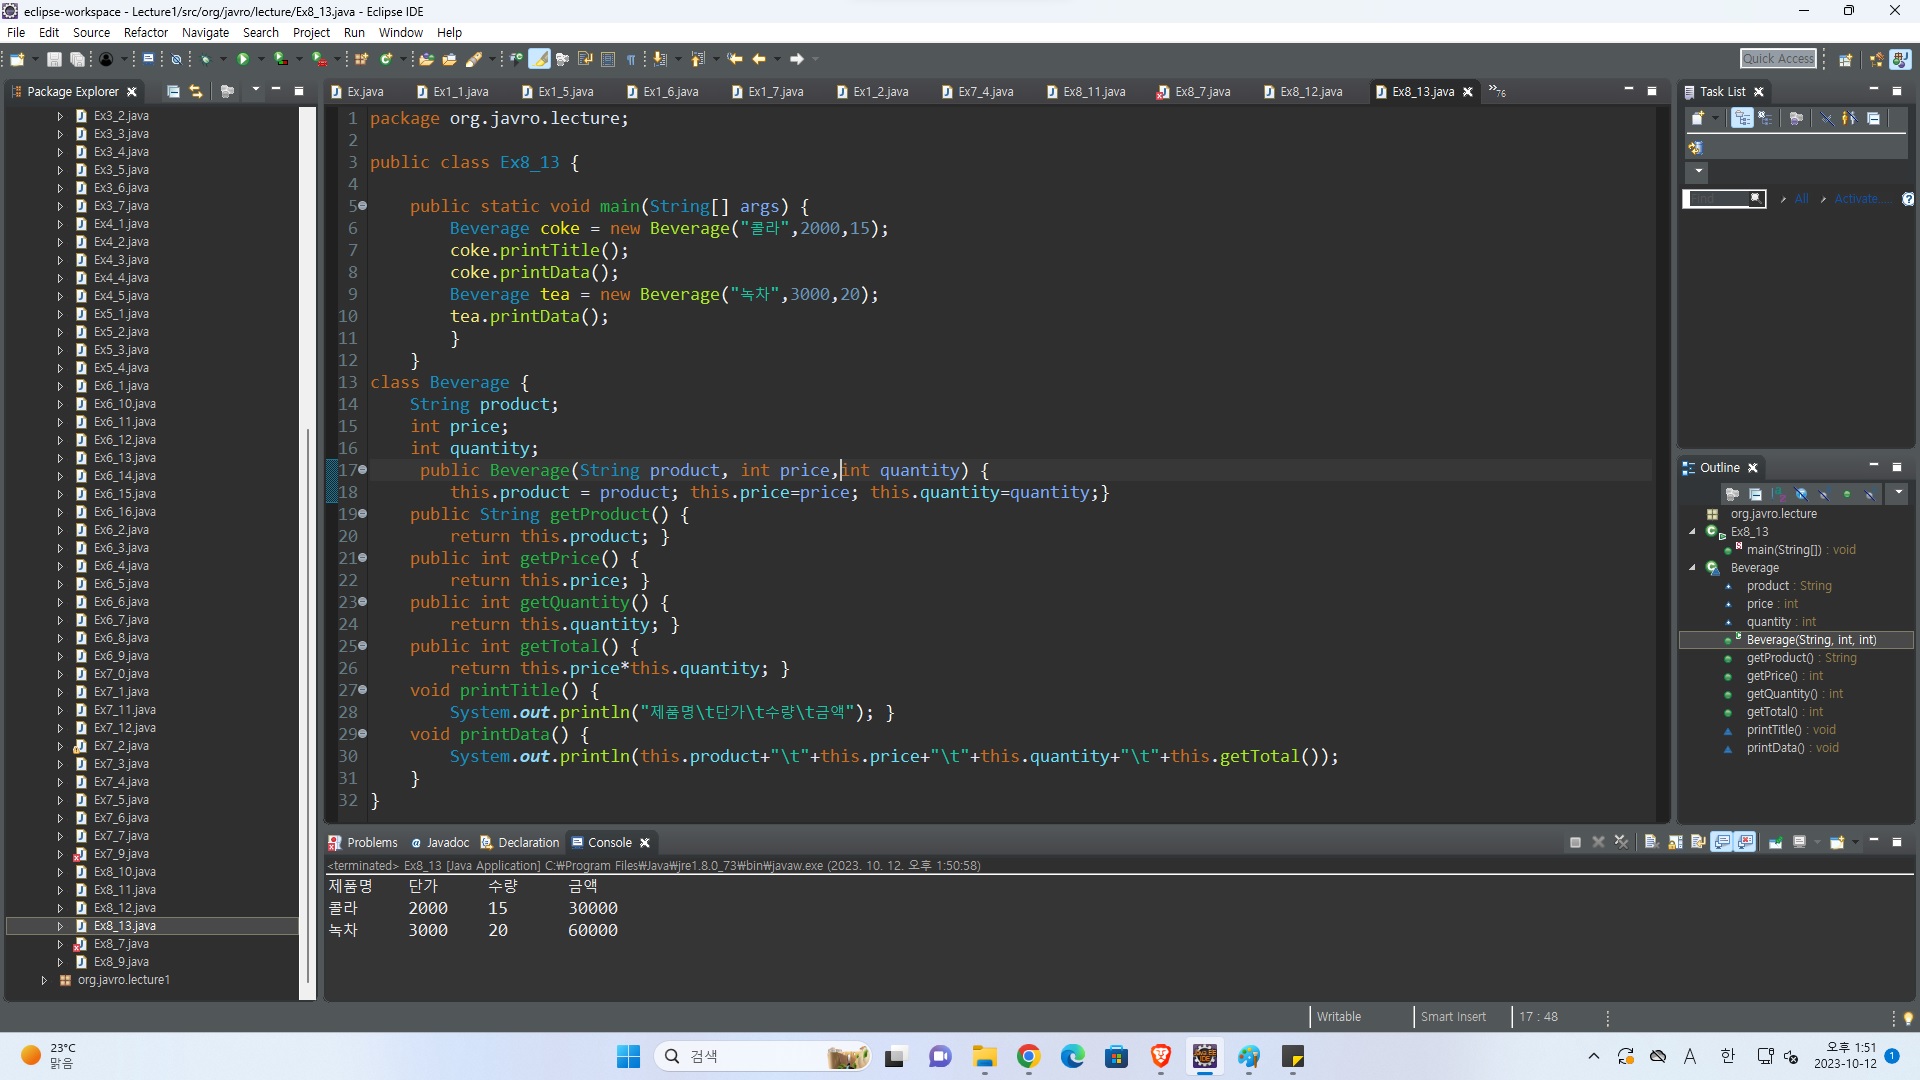 eclipse-workspace - Lecture1/src/org/javro/lecture/Ex8_13.java - Eclipse IDE
File Edit Source Refactor Navigate Search Project Run Window Help
Quick Access
Package Explorer
Ex3_2.java
Ex3_3.java
Ex3_4.java
Ex3_5.java
Ex3_6.java
Ex3_7.java
Ex4_1.java
Ex4_2.java
Ex4_3.java
Ex4_4.java
Ex4_5.java
Ex5_1.java
Ex5_2.java
Ex5_3.java
Ex5_4.java
Ex6_1.java
Ex6_10.java
Ex6_11.java
Ex6_12.java
Ex6_13.java
Ex6_14.java
Ex6_15.java
Ex6_16.java
Ex6_2.java
Ex6_3.java
Ex6_4.java
Ex6_5.java
Ex6_6.java
Ex6_7.java
Ex6_8.java
Ex6_9.java
Ex7_0.java
Ex7_1.java
Ex7_11.java
Ex7_12.java
Ex7_2.java
Ex7_3.java
Ex7_4.java
Ex7_5.java
Ex7_6.java
Ex7_7.java
Ex7_9.java
Ex8_10.java
Ex8_11.java
Ex8_12.java
Ex8_13.java
Ex8_7.java
Ex8_9.java
org.javro.lecture1
Ex.java Ex1_1.java Ex1_5.java Ex1_6.java Ex1_7.java Ex1_2.java Ex7_4.java Ex8_11.java Ex8_7.java Ex8_12.java Ex8_13.java »76
1 package org.javro.lecture;
2
3 public class Ex8_13 {
4
5 public static void main(String[] args) {
6 Beverage coke = new Beverage("콜라",2000,15);
7 coke.printTitle();
8 coke.printData();
9 Beverage tea = new Beverage("녹차",3000,20);
10 tea.printData();
11 }
12 }
13 class Beverage {
14 String product;
15 int price;
16 int quantity;
17 public Beverage(String product, int price,int quantity) {
18 this.product = product; this.price=price; this.quantity=quantity;}
19 public String getProduct() {
20 return this.product; }
21 public int getPrice() {
22 return this.price; }
23 public int getQuantity() {
24 return this.quantity; }
25 public int getTotal() {
26 return this.price*this.quantity; }
27 void printTitle() {
28 System.out.println("제품명\t단가\t수량\t금액"); }
29 void printData() {
30 System.out.println(this.product+"\t"+this.price+"\t"+this.quantity+"\t"+this.getTotal());
31 }
32 }
Problems Javadoc Declaration Console
<terminated> Ex8_13 [Java Application] C:₩Program Files₩Java₩jre1.8.0_73₩bin₩javaw.exe (2023. 10. 12. 오후 1:50:58)
제품명 단가 수량 금액
콜라 2000 15 30000
녹차 3000 20 60000
Task List
Find All Activate...
Outline
org.javro.lecture
Ex8_13
main(String[]) : void
Beverage
product : String
price : int
quantity : int
Beverage(String, int, int)
getProduct() : String
getPrice() : int
getQuantity() : int
getTotal() : int
printTitle() : void
printData() : void
Writable Smart Insert 17 : 48
23°C
맑음
검색
A 한
오후 1:51
2023-10-12
1